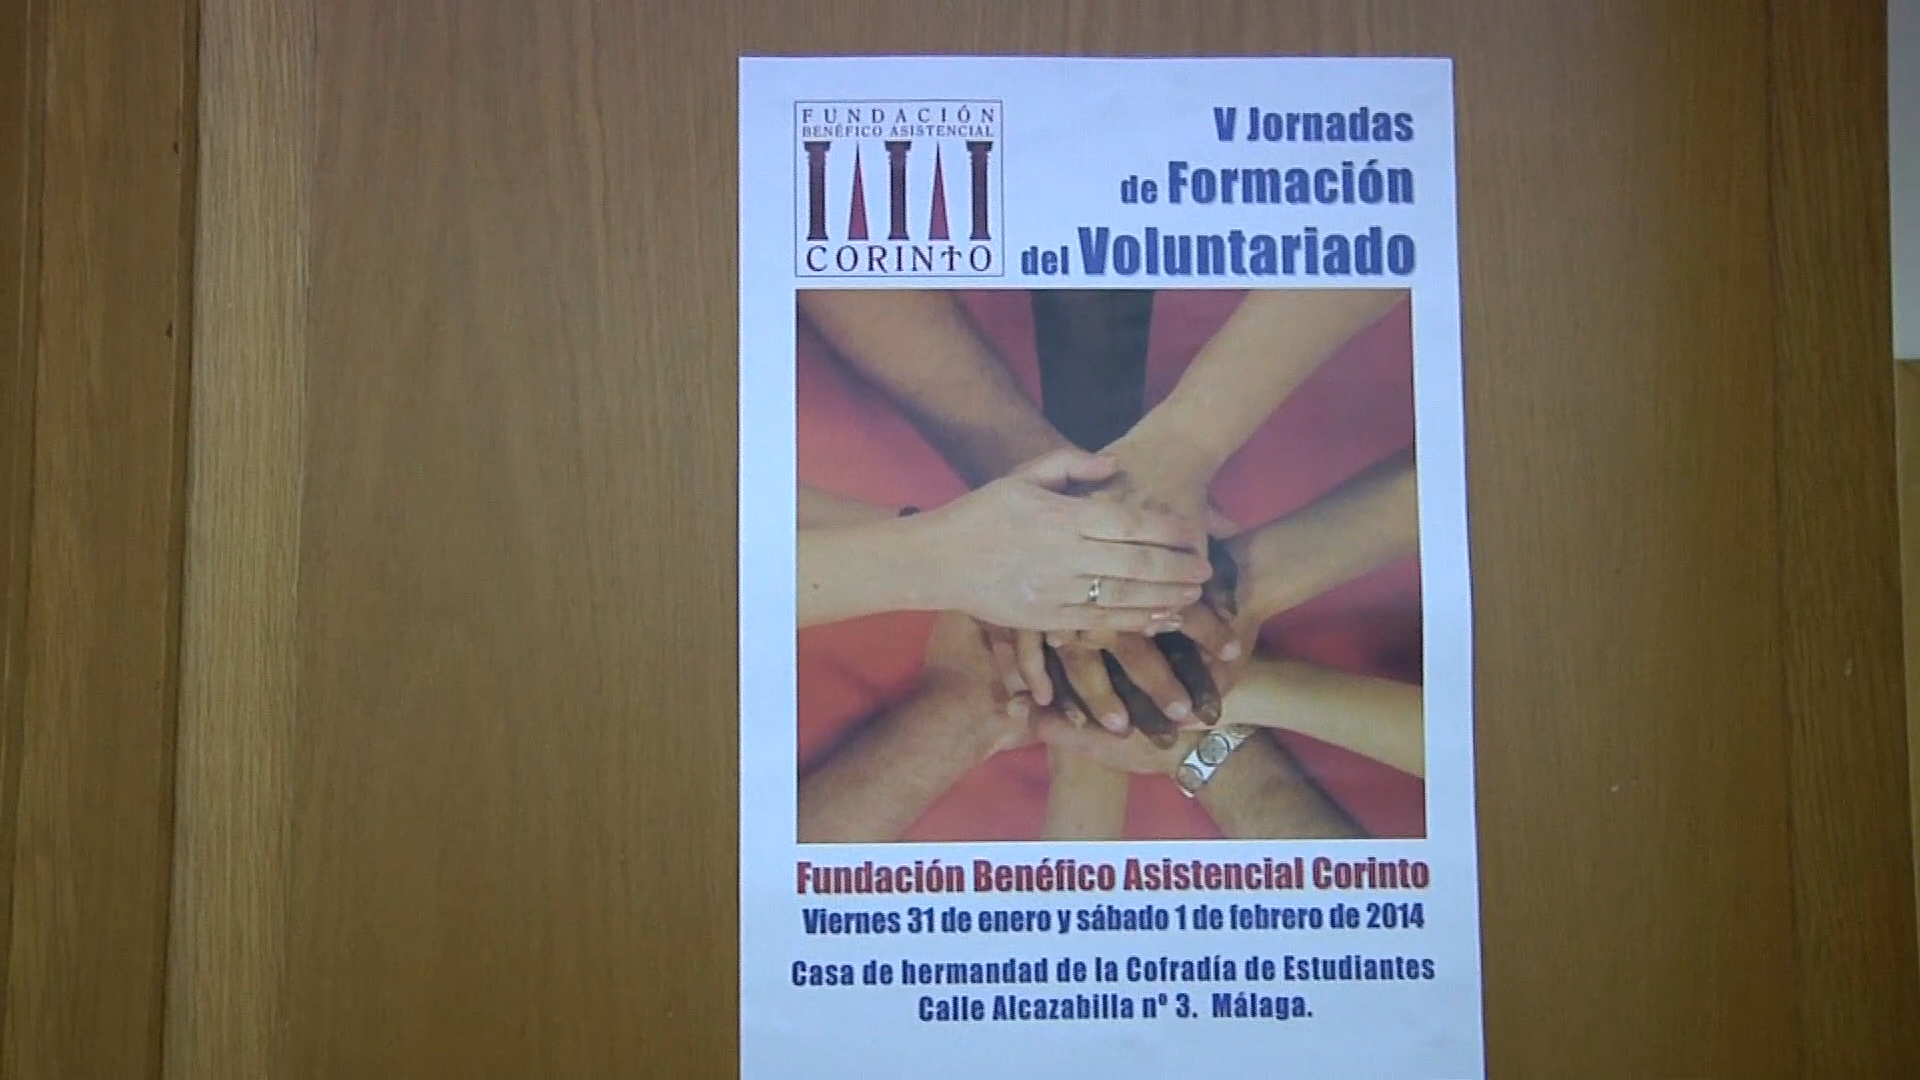 FUNDACIÓN
BENÉFICO ASISTENCIAL
CORINTO
V Jornadas
de Formación
del Voluntariado
Fundación Benéfico Asistencial Corinto
Viernes 31 de enero y sábado 1 de febrero de 2014
Casa de hermandad de la Cofradía de Estudiantes
Calle Alcazabilla nº 3. Málaga.